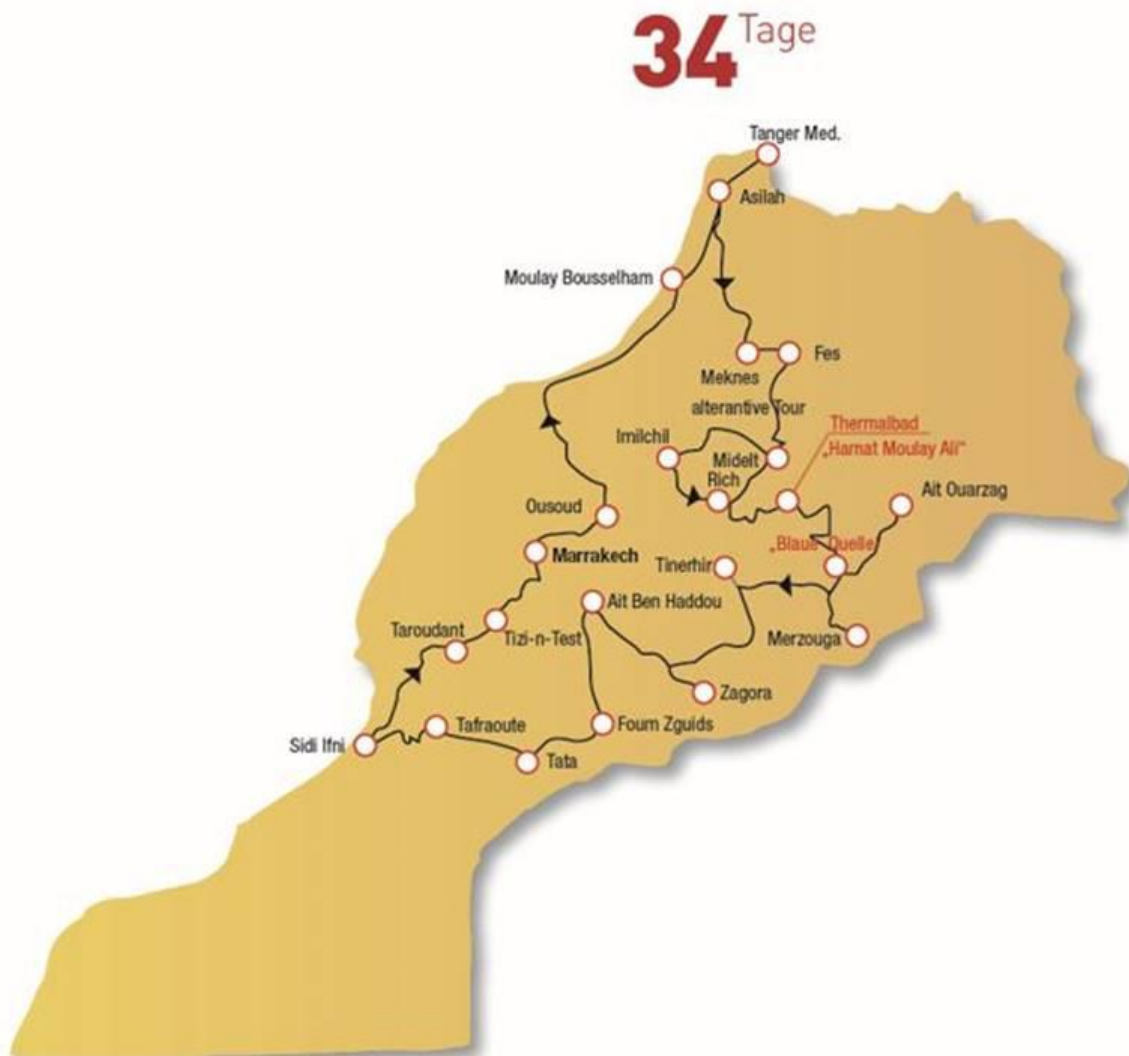 34 Tage
Tanger Med.
Asilah
Moulay Bousselham
Meknes
Fes
alterantive Tour
Imilchil
Midelt
Rich
Thermalbad
„Hamat Moulay Ali“
Ait Ouarzag
Ousoud
Marrakech
„Blaue Quelle
Tinerhir
Ait Ben Haddou
Taroudant
Tizi-n-Test
Merzouga
Zagora
Sidi Ifni
Tafraoute
Foum Zguids
Tata